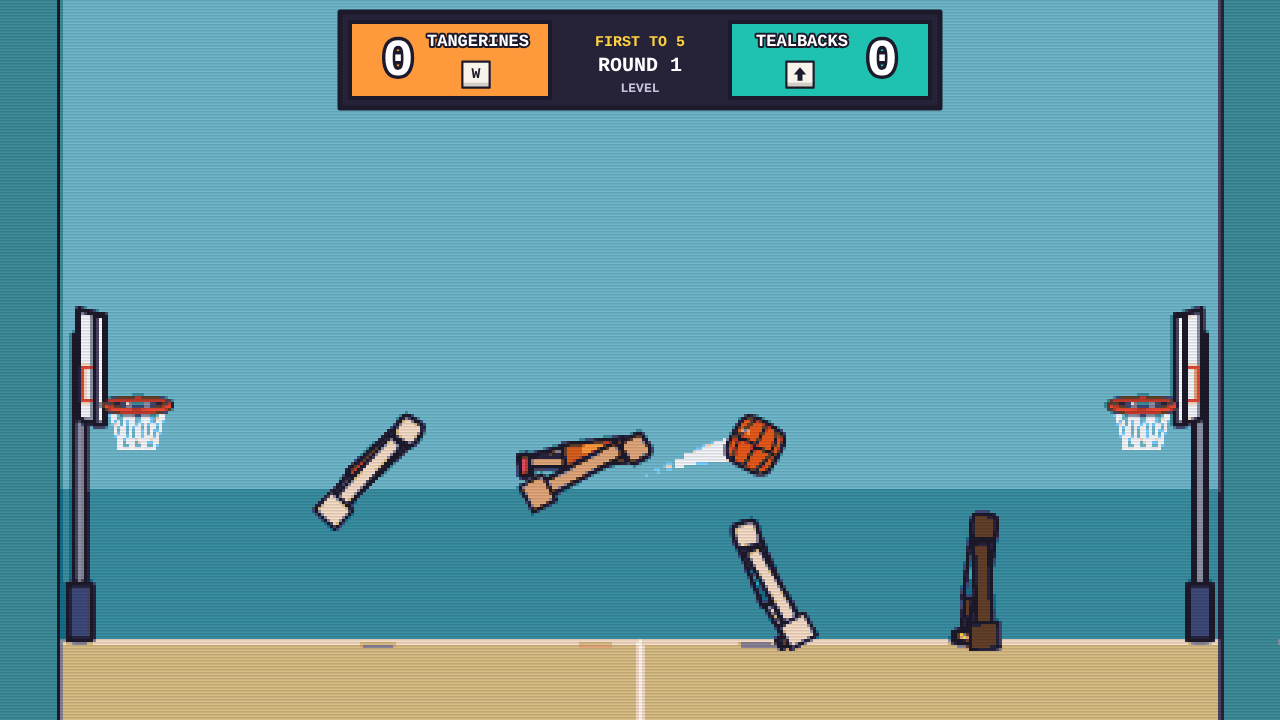 0 TANGERINES
W
FIRST TO 5
ROUND 1
LEVEL
TEALBACKS 0